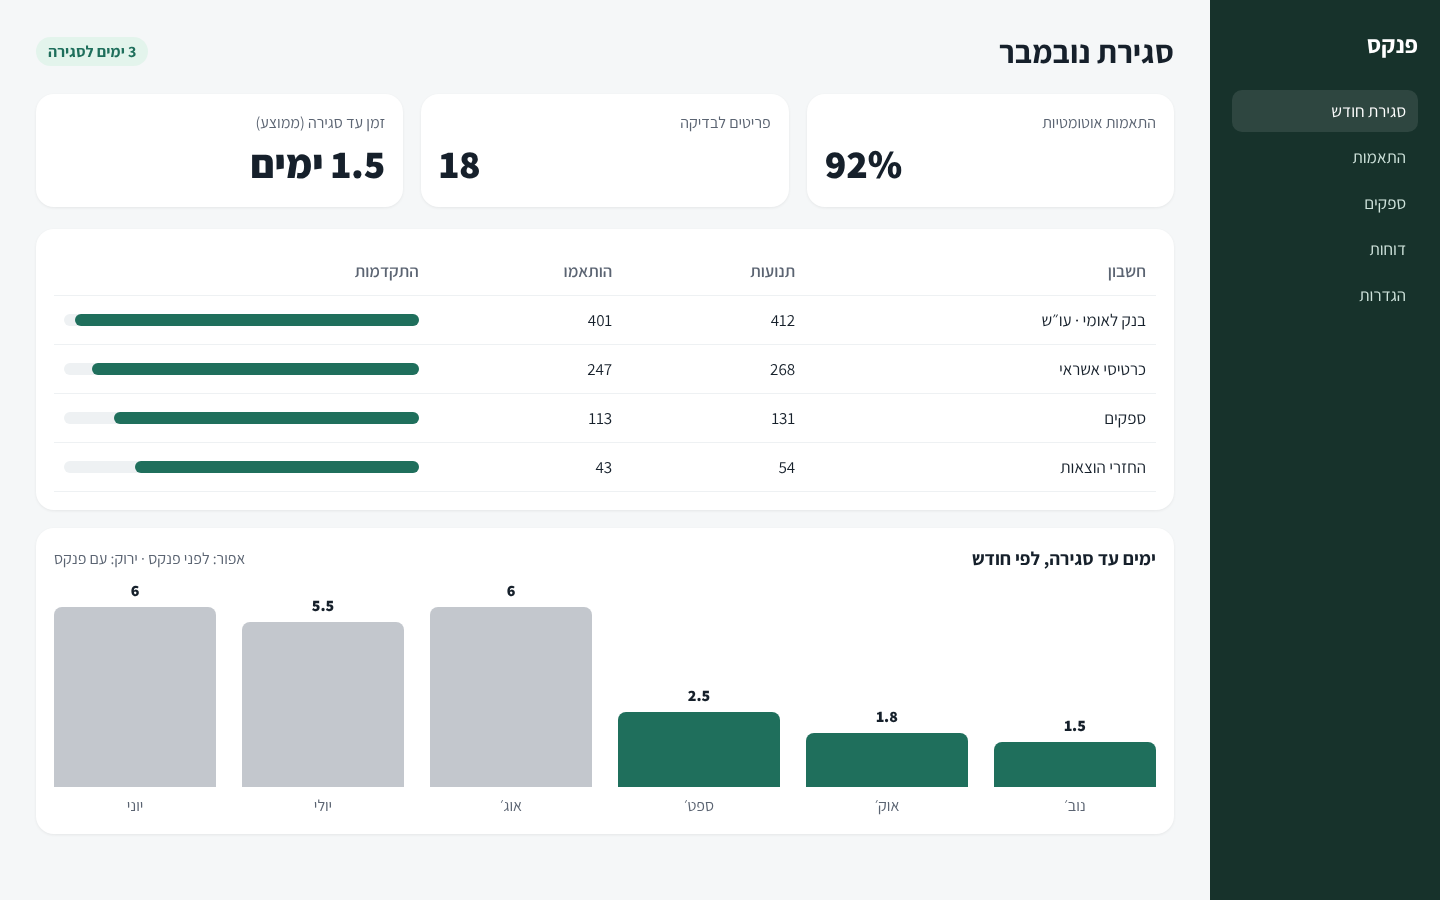 פנקס
סגירת חודש
התאמות
ספקים
דוחות
הגדרות
סגירת נובמבר
3 ימים לסגירה
התאמות אוטומטיות
92%
פריטים לבדיקה
18
זמן עד סגירה (ממוצע)
1.5 ימים
חשבון תנועות הותאמו התקדמות
בנק לאומי · עו״ש 412 401
כרטיסי אשראי 268 247
ספקים 131 113
החזרי הוצאות 54 43
ימים עד סגירה, לפי חודש
אפור: לפני פנקס · ירוק: עם פנקס
1.5 1.8 2.5 6 5.5 6
נוב׳ אוק׳ ספט׳ אוג׳ יולי יוני